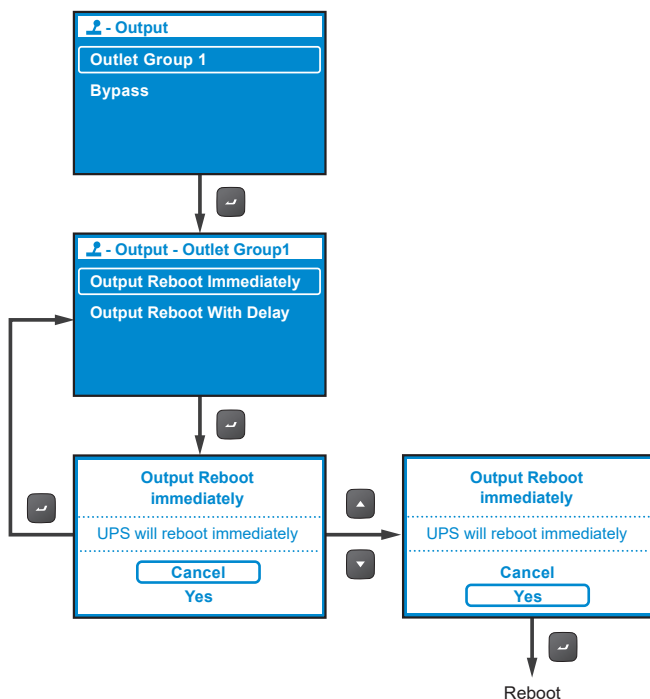 - Output
Outlet Group 1
Bypass
- Output - Outlet Group1
Output Reboot Immediately
Output Reboot With Delay
Output Reboot
immediately
UPS will reboot immediately
Cancel
Yes
Output Reboot
immediately
UPS will reboot immediately
Cancel
Yes
Reboot